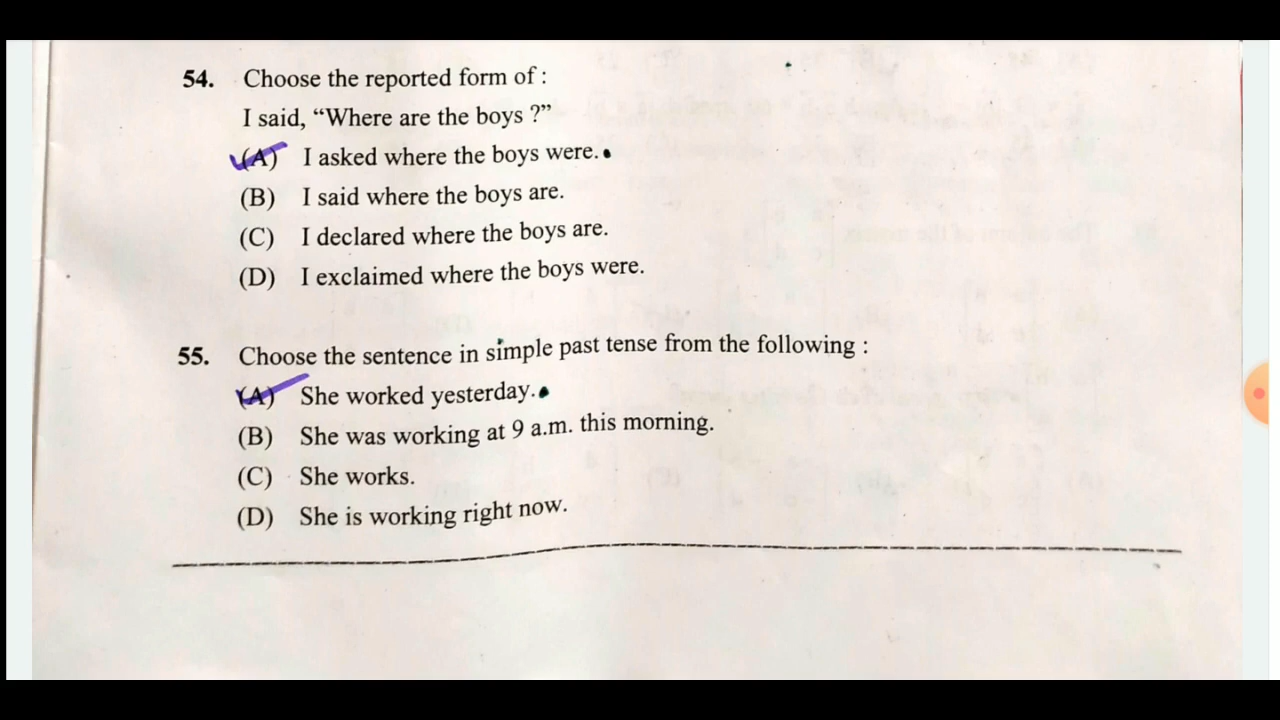 54. Choose the reported form of :
I said, “Where are the boys ?”
(A) I asked where the boys were.
(B) I said where the boys are.
(C) I declared where the boys are.
(D) I exclaimed where the boys were.
55. Choose the sentence in simple past tense from the following :
(A) She worked yesterday.
(B) She was working at 9 a.m. this morning.
(C) She works.
(D) She is working right now.